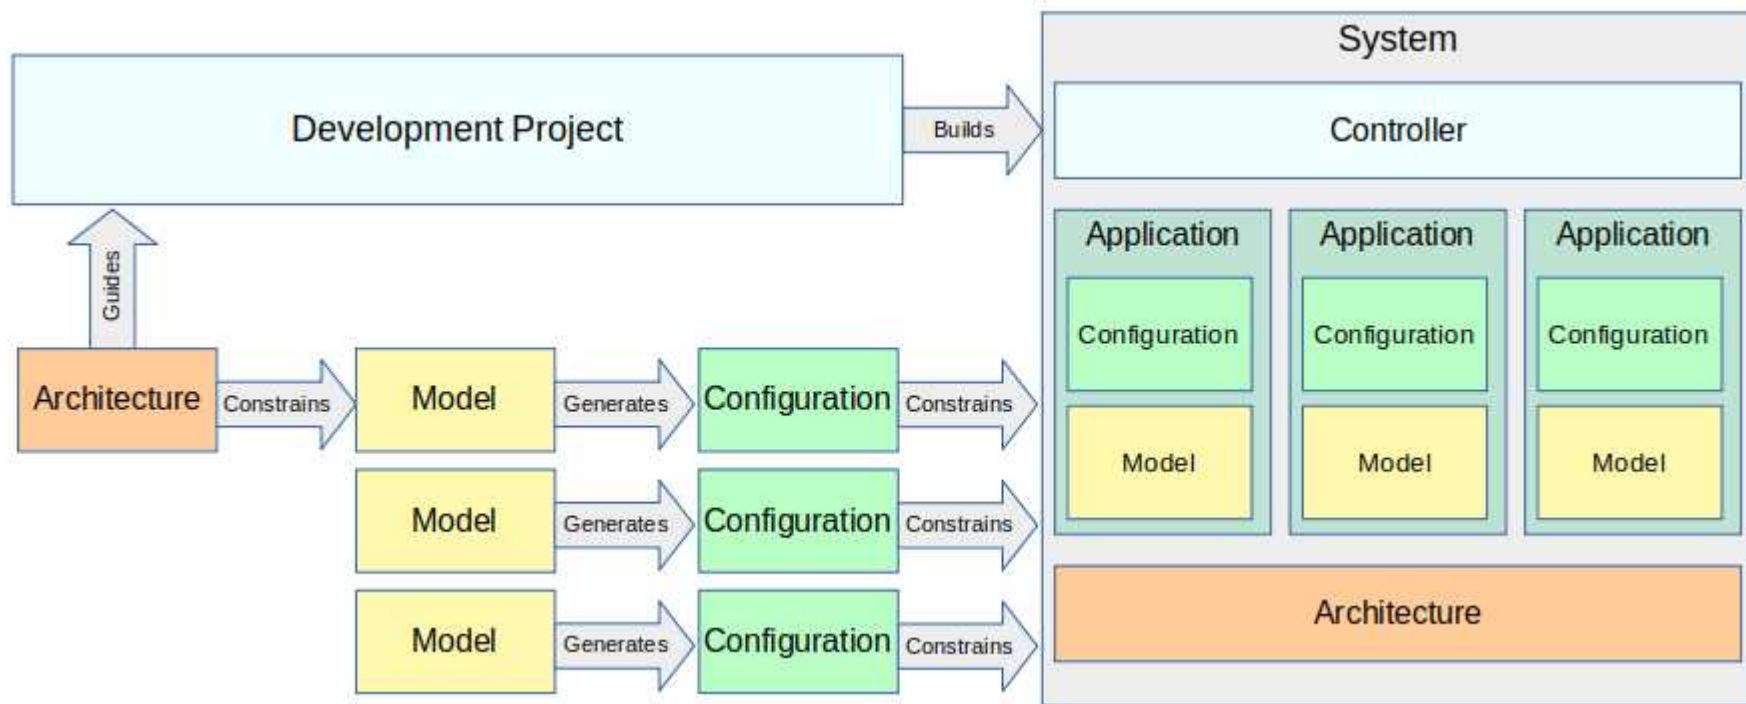 System
Development Project
Builds
Controller
Guides
Application
Application
Application
Configuration
Configuration
Configuration
Architecture
Constrains
Model
Generates
Configuration
Constrains
Model
Model
Model
Model
Generates
Configuration
Constrains
Model
Generates
Configuration
Constrains
Architecture